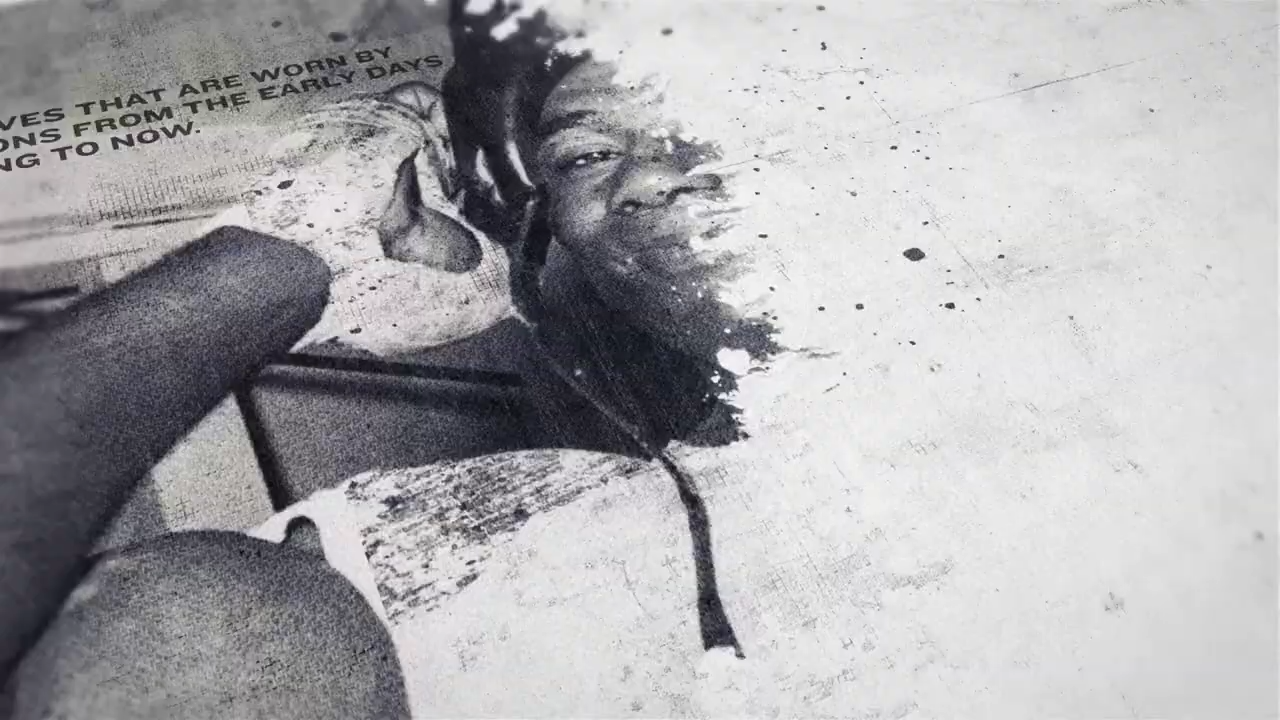 VES THAT ARE WORN BY
ONS FROM THE EARLY DAYS
NG TO NOW.